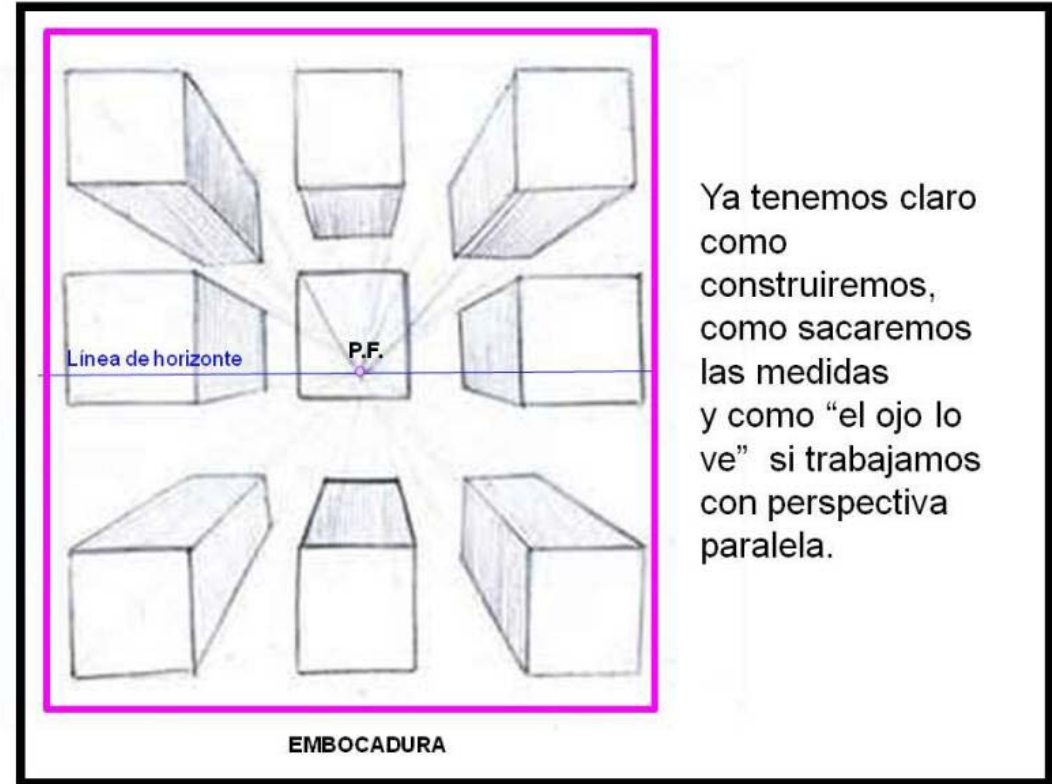 Línea de horizonte
P.F.
EMBOCADURA
Ya tenemos claro
como
construiremos,
como sacaremos
las medidas
y como “el ojo lo
ve” si trabajamos
con perspectiva
paralela.